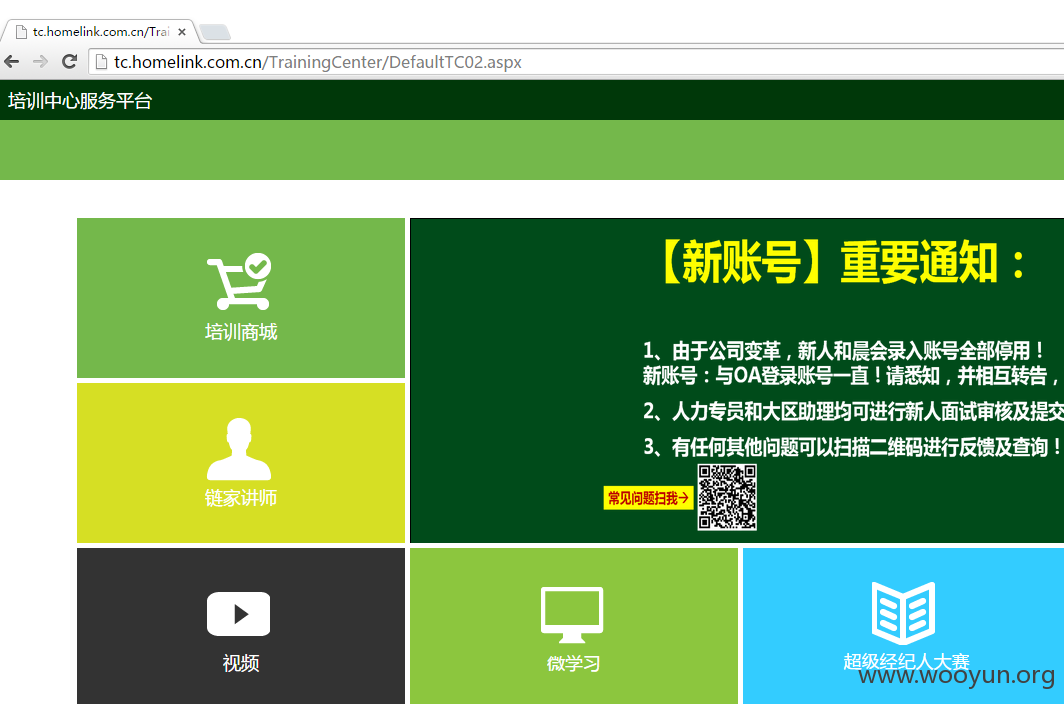 tc.homelink.com.cn/Trai
tc.homelink.com.cn/TrainingCenter/DefaultTC02.aspx
培训中心服务平台
培训商城
【新账号】重要通知：
1、由于公司变革，新人和晨会录入账号全部停用！
新账号：与OA登录账号一直！请悉知，并相互转告，
2、人力专员和大区助理均可进行新人面试审核及提交
3、有任何其他问题可以扫描二维码进行反馈及查询！
常见问题扫我→
链家讲师
视频
微学习
超级经纪人大赛
www.wooyun.org